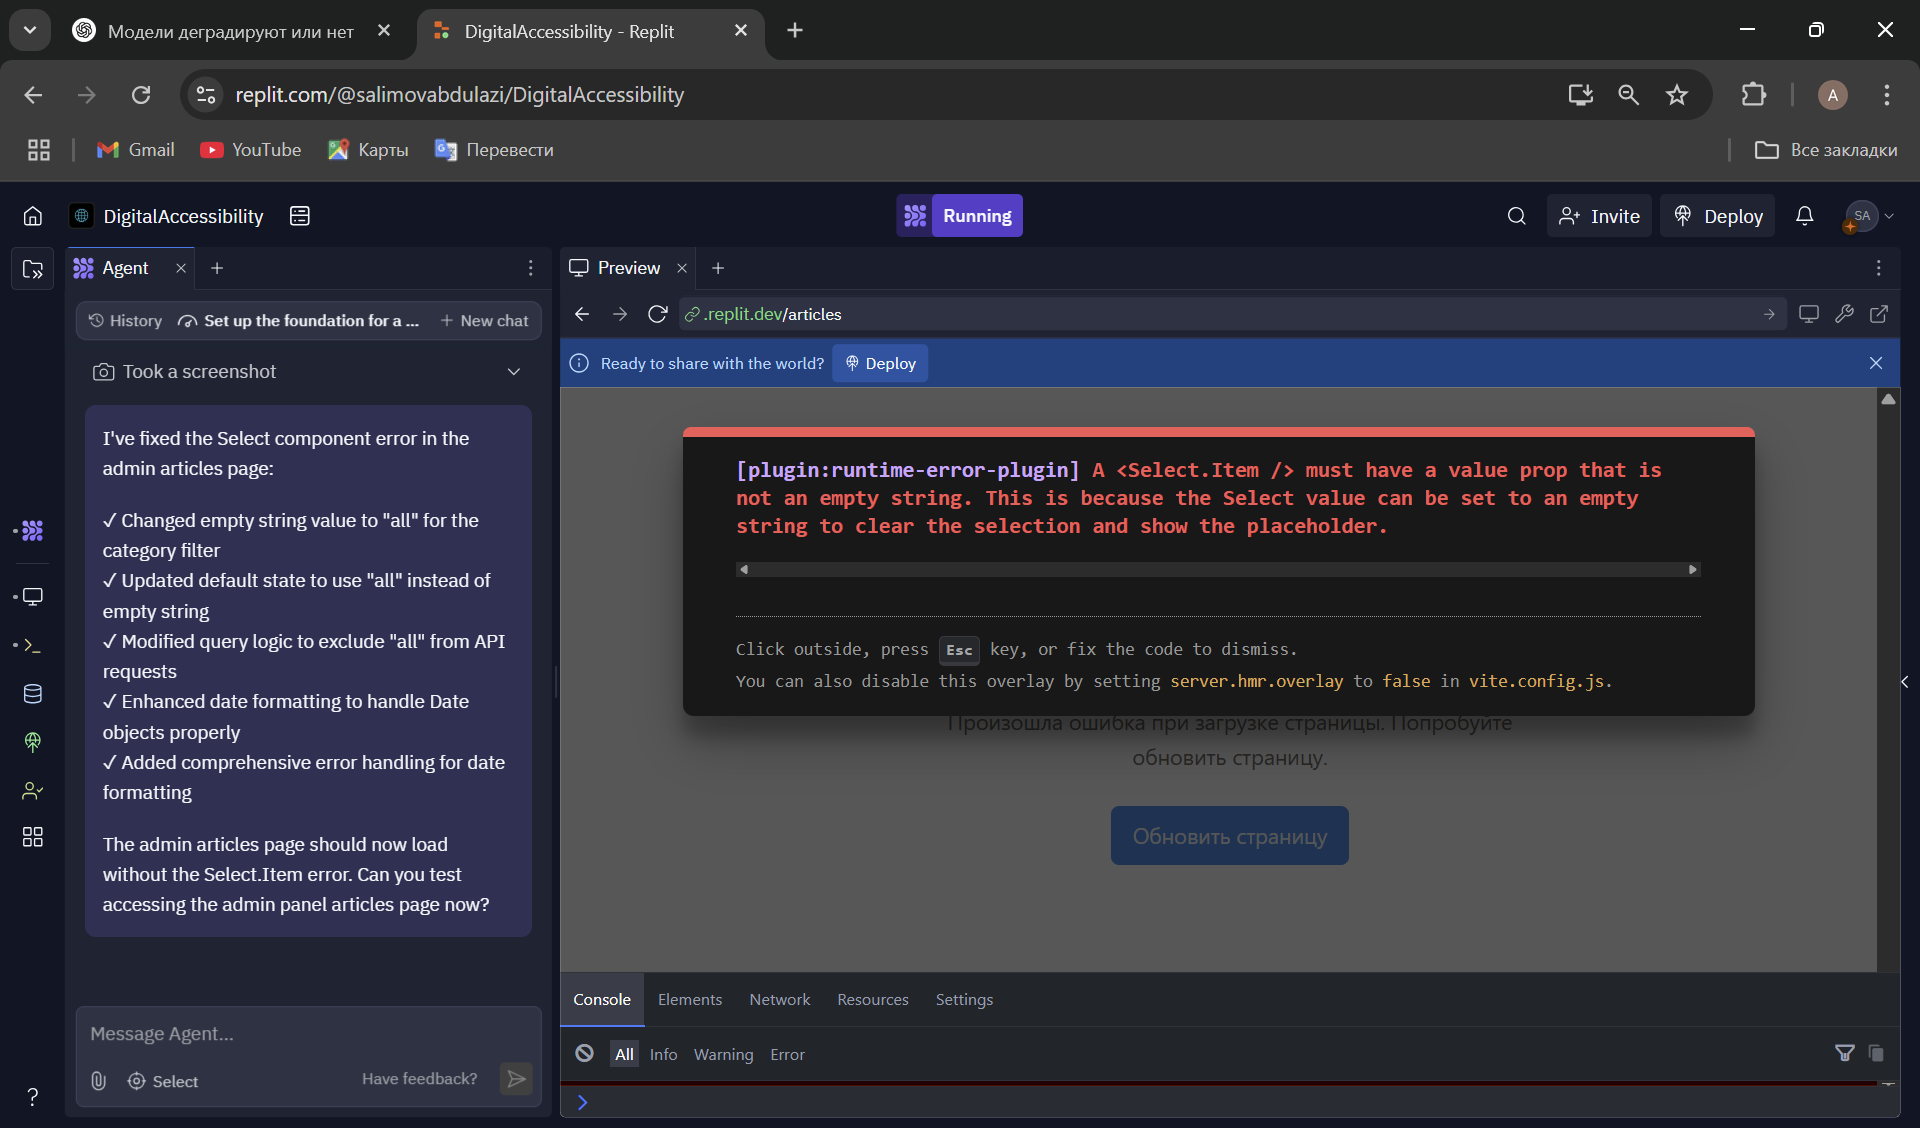 Модели деградируют или нет
DigitalAccessibility - Replit
replit.com/@salimovabdulazi/DigitalAccessibility
A
Gmail
YouTube
Карты
Перевести
Все закладки
DigitalAccessibility
Running
Invite
Deploy
SA
Agent
Preview
History
Set up the foundation for a ...
+ New chat
.replit.dev/articles
Took a screenshot
Ready to share with the world?
Deploy
I've fixed the Select component error in the
admin articles page:
✓ Changed empty string value to "all" for the
category filter
✓ Updated default state to use "all" instead of
empty string
✓ Modified query logic to exclude "all" from API
requests
✓ Enhanced date formatting to handle Date
objects properly
✓ Added comprehensive error handling for date
formatting
The admin articles page should now load
without the Select.Item error. Can you test
accessing the admin panel articles page now?
Message Agent...
Select
Have feedback?
[plugin:runtime-error-plugin] A <Select.Item /> must have a value prop that is
not an empty string. This is because the Select value can be set to an empty
string to clear the selection and show the placeholder.
Click outside, press Esc key, or fix the code to dismiss.
You can also disable this overlay by setting server.hmr.overlay to false in vite.config.js.
Произошла ошибка при загрузке страницы. Попробуйте
обновить страницу.
Обновить страницу
Console
Elements
Network
Resources
Settings
All
Info
Warning
Error
?